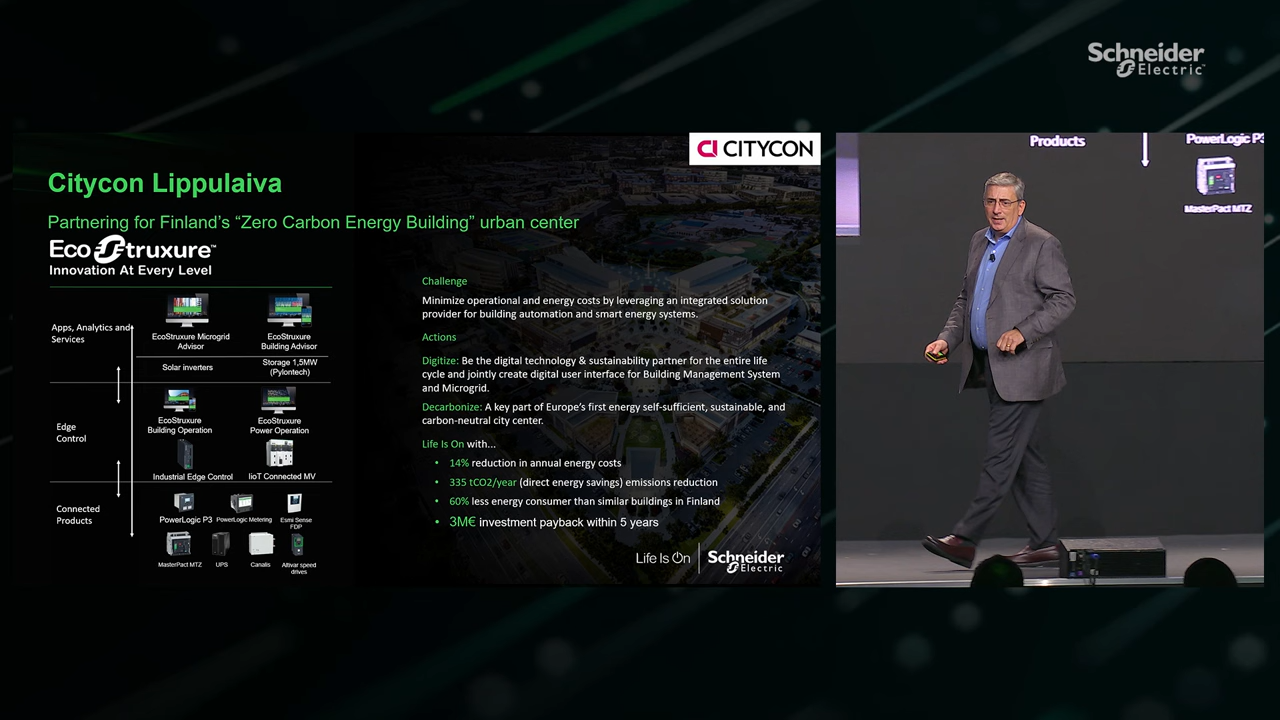 Schneider
Electric
CITYCON
Citycon Lippulaiva
Partnering for Finland's “Zero Carbon Energy Building” urban center
EcoStruxure™
Innovation At Every Level
Apps, Analytics and
Services
EcoStruxure Microgrid
Advisor
EcoStruxure
Building Advisor
Solar inverters
Storage 1,5MW
(Pylontech)
Edge
Control
EcoStruxure
Building Operation
EcoStruxure
Power Operation
Industrial Edge Control
IioT Connected MV
Connected
Products
PowerLogic P3
PowerLogic Metering
Esmi Sense
FDP
MasterPact MTZ
UPS
Canalis
Altivar speed
drives
Challenge
Minimize operational and energy costs by leveraging an integrated solution
provider for building automation and smart energy systems.
Actions
Digitize: Be the digital technology & sustainability partner for the entire life
cycle and jointly create digital user interface for Building Management System
and Microgrid.
Decarbonize: A key part of Europe's first energy self-sufficient, sustainable, and
carbon-neutral city center.
Life Is On with...
• 14% reduction in annual energy costs
• 335 tCO2/year (direct energy savings) emissions reduction
• 60% less energy consumer than similar buildings in Finland
• 3M€ investment payback within 5 years
Life Is On
Schneider
Electric
Products
PowerLogic P3
MasterPact MTZ